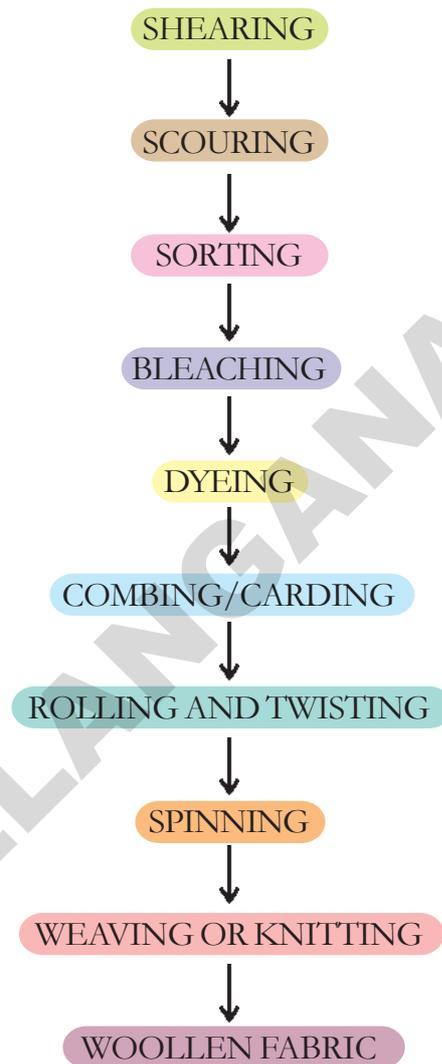 SHEARING
SCOURING
SORTING
BLEACHING
DYEING
COMBING/CARDING
ROLLING AND TWISTING
SPINNING
WEAVING OR KNITTING
WOOLLEN FABRIC